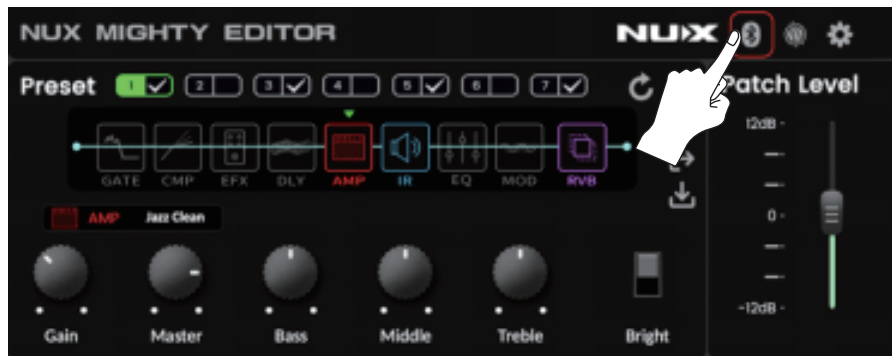 NUX MIGHTY EDITOR
NUX
Preset 1 2 3 4 5 6 7
Patch Level
12dB
GATE CMP EFX DLY AMP IR EQ MOD RVB
0
AMP Jazz Clean
-12dB
Gain Master Bass Middle Treble Bright